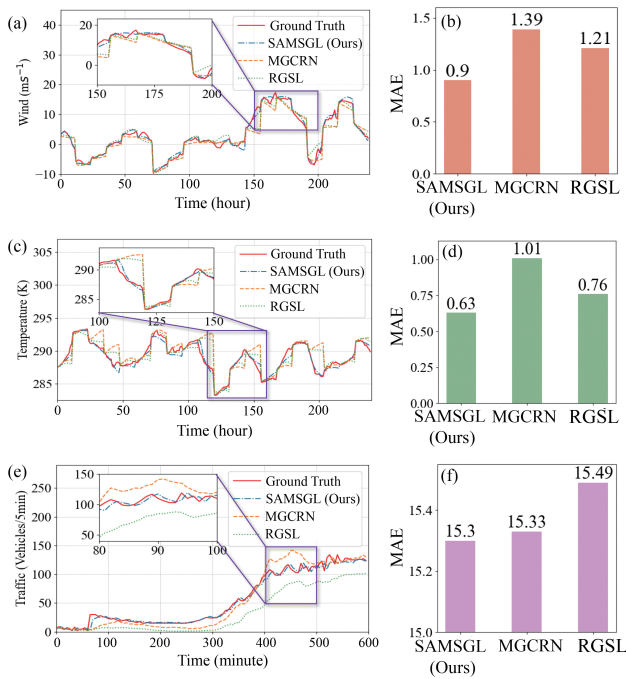 (a)
20
0
150
175
200
Ground Truth
SAMSGL (Ours)
MGCRN
RGSL
Wind (ms⁻¹)
40
30
20
10
0
−10
0
50
100
150
200
Time (hour)
(b)
MAE
1.5
1.0
0.5
0.0
0.9
1.39
1.21
SAMSGL
(Ours)
MGCRN
RGSL
(c)
290
285
100
125
150
Ground Truth
SAMSGL (Ours)
MGCRN
RGSL
Temperature (K)
305
300
295
290
285
0
50
100
150
200
Time (hour)
(d)
MAE
1.00
0.75
0.50
0.25
0.00
0.63
1.01
0.76
SAMSGL
(Ours)
MGCRN
RGSL
(e)
150
100
50
0
80
90
100
Ground Truth
SAMSGL (Ours)
MGCRN
RGSL
Traffic (Vehicles/5min)
250
200
150
100
50
0
0
100
200
300
400
500
600
Time (minute)
(f)
MAE
15.4
15.2
15.0
15.3
15.33
15.49
SAMSGL
(Ours)
MGCRN
RGSL